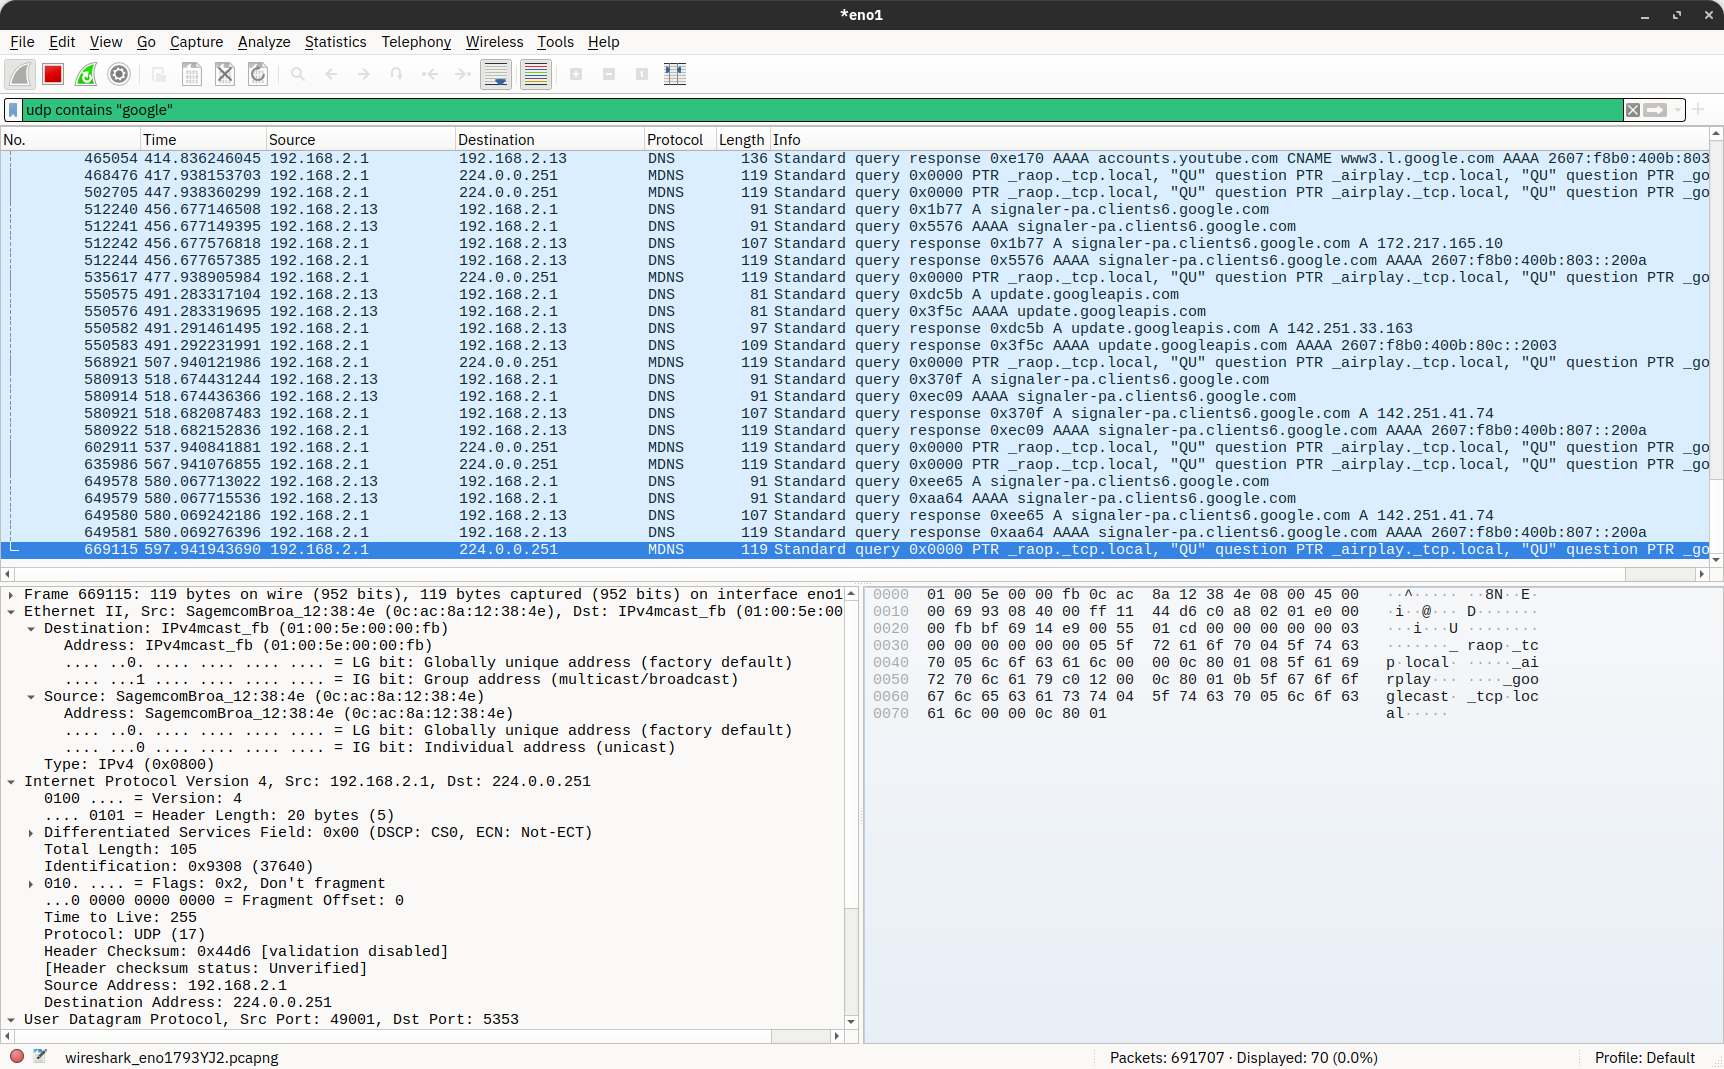 *eno1
File Edit View Go Capture Analyze Statistics Telephony Wireless Tools Help
udp contains "google"
No. Time Source Destination Protocol Length Info
465054 414.836246045 192.168.2.1 192.168.2.13 DNS 136 Standard query response 0xe170 AAAA accounts.youtube.com CNAME www3.l.google.com AAAA 2607:f8b0:400b:803
468476 417.938153703 192.168.2.1 224.0.0.251 MDNS 119 Standard query 0x0000 PTR _raop._tcp.local, "QU" question PTR _airplay._tcp.local, "QU" question PTR _go
502705 447.938360299 192.168.2.1 224.0.0.251 MDNS 119 Standard query 0x0000 PTR _raop._tcp.local, "QU" question PTR _airplay._tcp.local, "QU" question PTR _go
512240 456.677146508 192.168.2.13 192.168.2.1 DNS 91 Standard query 0x1b77 A signaler-pa.clients6.google.com
512241 456.677149395 192.168.2.13 192.168.2.1 DNS 91 Standard query 0x5576 AAAA signaler-pa.clients6.google.com
512242 456.677576818 192.168.2.1 192.168.2.13 DNS 107 Standard query response 0x1b77 A signaler-pa.clients6.google.com A 172.217.165.10
512244 456.677657385 192.168.2.1 192.168.2.13 DNS 119 Standard query response 0x5576 AAAA signaler-pa.clients6.google.com AAAA 2607:f8b0:400b:803::200a
535617 477.938905984 192.168.2.1 224.0.0.251 MDNS 119 Standard query 0x0000 PTR _raop._tcp.local, "QU" question PTR _airplay._tcp.local, "QU" question PTR _go
550575 491.283317104 192.168.2.13 192.168.2.1 DNS 81 Standard query 0xdc5b A update.googleapis.com
550576 491.283319695 192.168.2.13 192.168.2.1 DNS 81 Standard query 0x3f5c AAAA update.googleapis.com
550582 491.291461495 192.168.2.1 192.168.2.13 DNS 97 Standard query response 0xdc5b A update.googleapis.com A 142.251.33.163
550583 491.292231991 192.168.2.1 192.168.2.13 DNS 109 Standard query response 0x3f5c AAAA update.googleapis.com AAAA 2607:f8b0:400b:80c::2003
568921 507.940121986 192.168.2.1 224.0.0.251 MDNS 119 Standard query 0x0000 PTR _raop._tcp.local, "QU" question PTR _airplay._tcp.local, "QU" question PTR _go
580913 518.674431244 192.168.2.13 192.168.2.1 DNS 91 Standard query 0x370f A signaler-pa.clients6.google.com
580914 518.674436366 192.168.2.13 192.168.2.1 DNS 91 Standard query 0xec09 AAAA signaler-pa.clients6.google.com
580921 518.682087483 192.168.2.1 192.168.2.13 DNS 107 Standard query response 0x370f A signaler-pa.clients6.google.com A 142.251.41.74
580922 518.682152836 192.168.2.1 192.168.2.13 DNS 119 Standard query response 0xec09 AAAA signaler-pa.clients6.google.com AAAA 2607:f8b0:400b:807::200a
602911 537.940841881 192.168.2.1 224.0.0.251 MDNS 119 Standard query 0x0000 PTR _raop._tcp.local, "QU" question PTR _airplay._tcp.local, "QU" question PTR _go
635986 567.941076855 192.168.2.1 224.0.0.251 MDNS 119 Standard query 0x0000 PTR _raop._tcp.local, "QU" question PTR _airplay._tcp.local, "QU" question PTR _go
649578 580.067713022 192.168.2.13 192.168.2.1 DNS 91 Standard query 0xee65 A signaler-pa.clients6.google.com
649579 580.067715536 192.168.2.13 192.168.2.1 DNS 91 Standard query 0xaa64 AAAA signaler-pa.clients6.google.com
649580 580.069242186 192.168.2.1 192.168.2.13 DNS 107 Standard query response 0xee65 A signaler-pa.clients6.google.com A 142.251.41.74
649581 580.069276396 192.168.2.1 192.168.2.13 DNS 119 Standard query response 0xaa64 AAAA signaler-pa.clients6.google.com AAAA 2607:f8b0:400b:807::200a
669115 597.941943690 192.168.2.1 224.0.0.251 MDNS 119 Standard query 0x0000 PTR _raop._tcp.local, "QU" question PTR _airplay._tcp.local, "QU" question PTR _go
Frame 669115: 119 bytes on wire (952 bits), 119 bytes captured (952 bits) on interface eno1
Ethernet II, Src: SagemcomBroa_12:38:4e (0c:ac:8a:12:38:4e), Dst: IPv4mcast_fb (01:00:5e:00
Destination: IPv4mcast_fb (01:00:5e:00:00:fb)
Address: IPv4mcast_fb (01:00:5e:00:00:fb)
.... ..0. .... .... .... .... = LG bit: Globally unique address (factory default)
.... ...1 .... .... .... .... = IG bit: Group address (multicast/broadcast)
Source: SagemcomBroa_12:38:4e (0c:ac:8a:12:38:4e)
Address: SagemcomBroa_12:38:4e (0c:ac:8a:12:38:4e)
.... ..0. .... .... .... .... = LG bit: Globally unique address (factory default)
.... ...0 .... .... .... .... = IG bit: Individual address (unicast)
Type: IPv4 (0x0800)
Internet Protocol Version 4, Src: 192.168.2.1, Dst: 224.0.0.251
0100 .... = Version: 4
.... 0101 = Header Length: 20 bytes (5)
Differentiated Services Field: 0x00 (DSCP: CS0, ECN: Not-ECT)
Total Length: 105
Identification: 0x9308 (37640)
010. .... = Flags: 0x2, Don't fragment
...0 0000 0000 0000 = Fragment Offset: 0
Time to Live: 255
Protocol: UDP (17)
Header Checksum: 0x44d6 [validation disabled]
[Header checksum status: Unverified]
Source Address: 192.168.2.1
Destination Address: 224.0.0.251
User Datagram Protocol, Src Port: 49001, Dst Port: 5353
0000 01 00 5e 00 00 fb 0c ac 8a 12 38 4e 08 00 45 00 ··^····· ··8N··E·
0010 00 69 93 08 40 00 ff 11 44 d6 c0 a8 02 01 e0 00 ·i··@··· D·······
0020 00 fb bf 69 14 e9 00 55 01 cd 00 00 00 00 00 03 ···i···U ········
0030 00 00 00 00 00 00 05 5f 72 61 6f 70 04 5f 74 63 ·······_ raop·_tc
0040 70 05 6c 6f 63 61 6c 00 00 0c 80 01 08 5f 61 69 p·local· ·····_ai
0050 72 70 6c 61 79 c0 12 00 0c 80 01 0b 5f 67 6f 6f rplay··· ····_goo
0060 67 6c 65 63 61 73 74 04 5f 74 63 70 05 6c 6f 63 glecast· _tcp·loc
0070 61 6c 00 00 0c 80 01 al·····
wireshark_eno1793YJ2.pcapng
Packets: 691707 · Displayed: 70 (0.0%)
Profile: Default